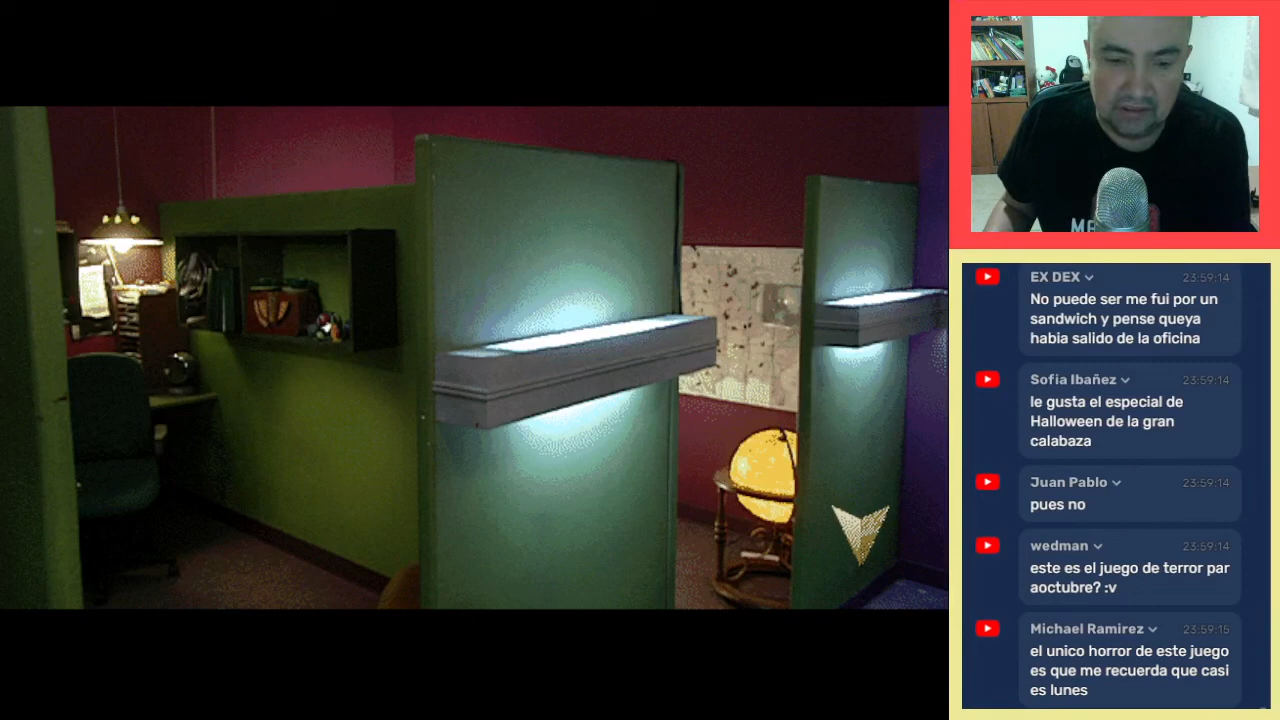 EX DEX
23:59:14
No puede ser me fui por un
sandwich y pense queya
habia salido de la oficina
Sofia Ibañez
23:59:14
le gusta el especial de
Halloween de la gran
calabaza
Juan Pablo
23:59:14
pues no
wedman
23:59:14
este es el juego de terror par
aoctubre? :v
Michael Ramirez
23:59:15
el unico horror de este juego
es que me recuerda que casi
es lunes